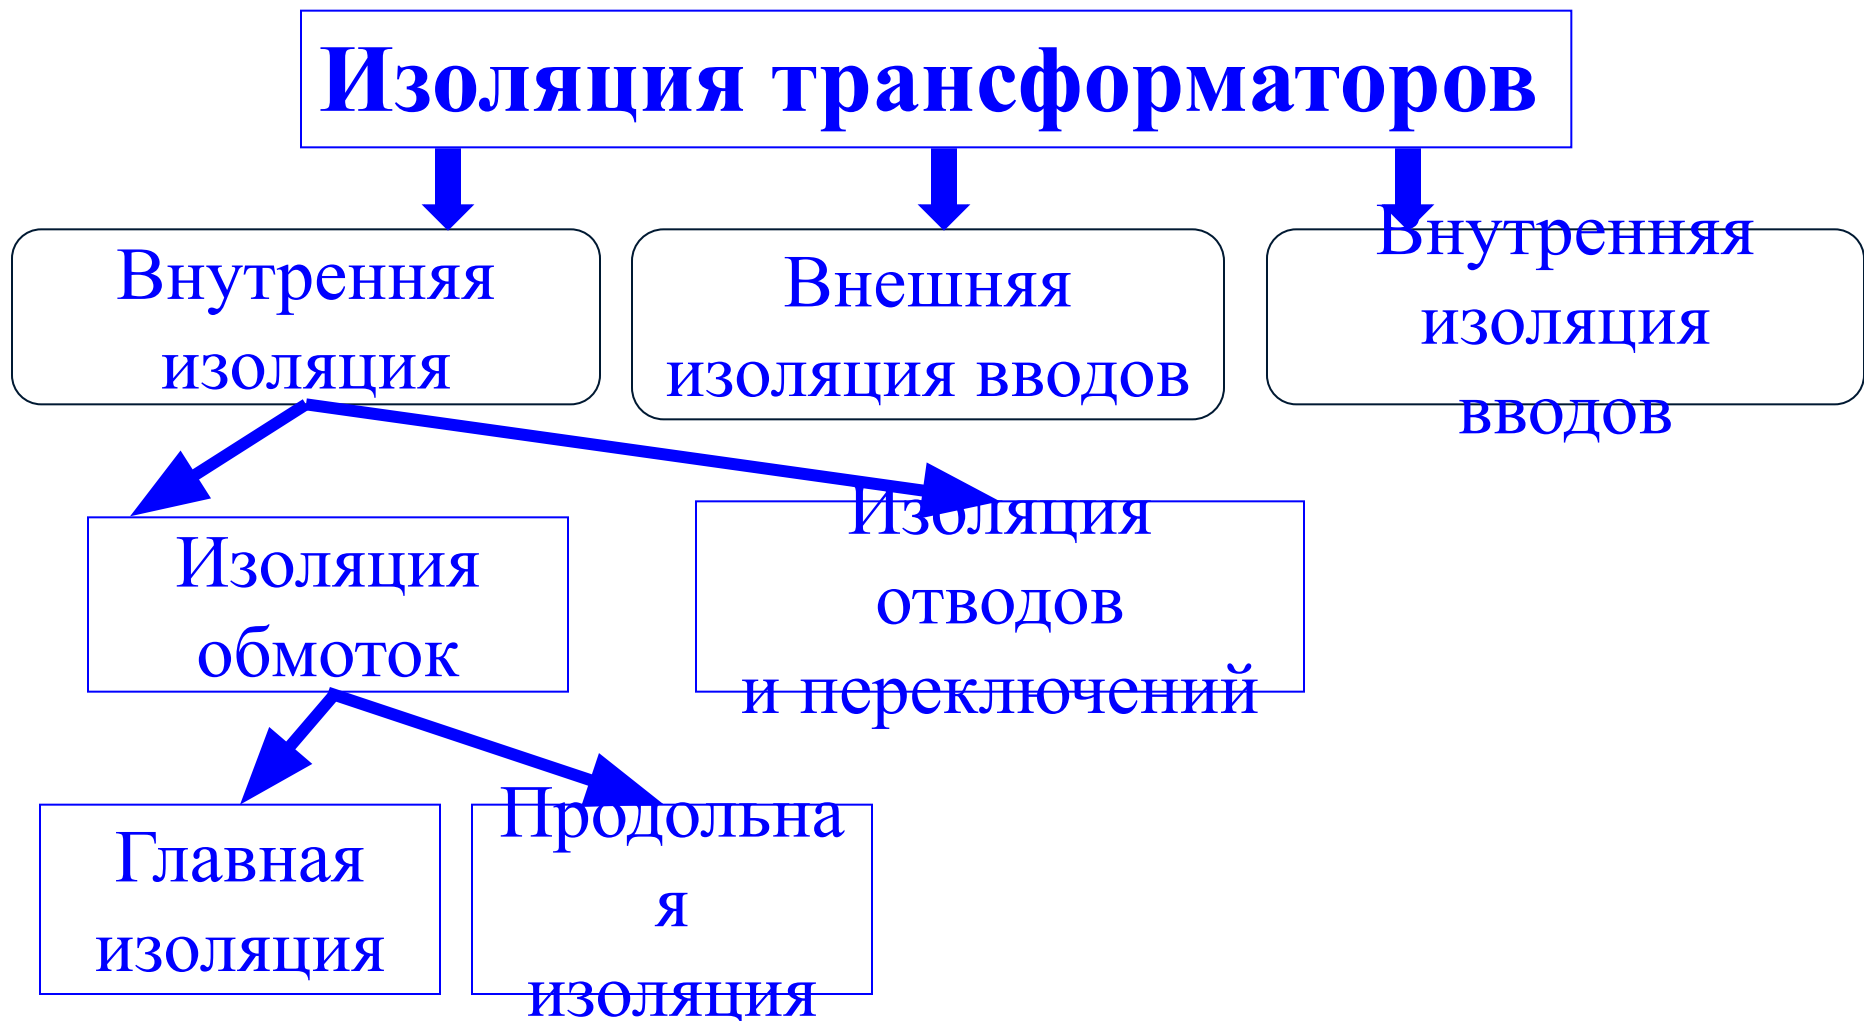 Изоляция трансформаторов
Внутренняя
изоляция
Внешняя
изоляция вводов
Внутренняя
изоляция
вводов
Изоляция
обмоток
Изоляция
отводов
и переключений
Главная
изоляция
Продольна
я
изоляция